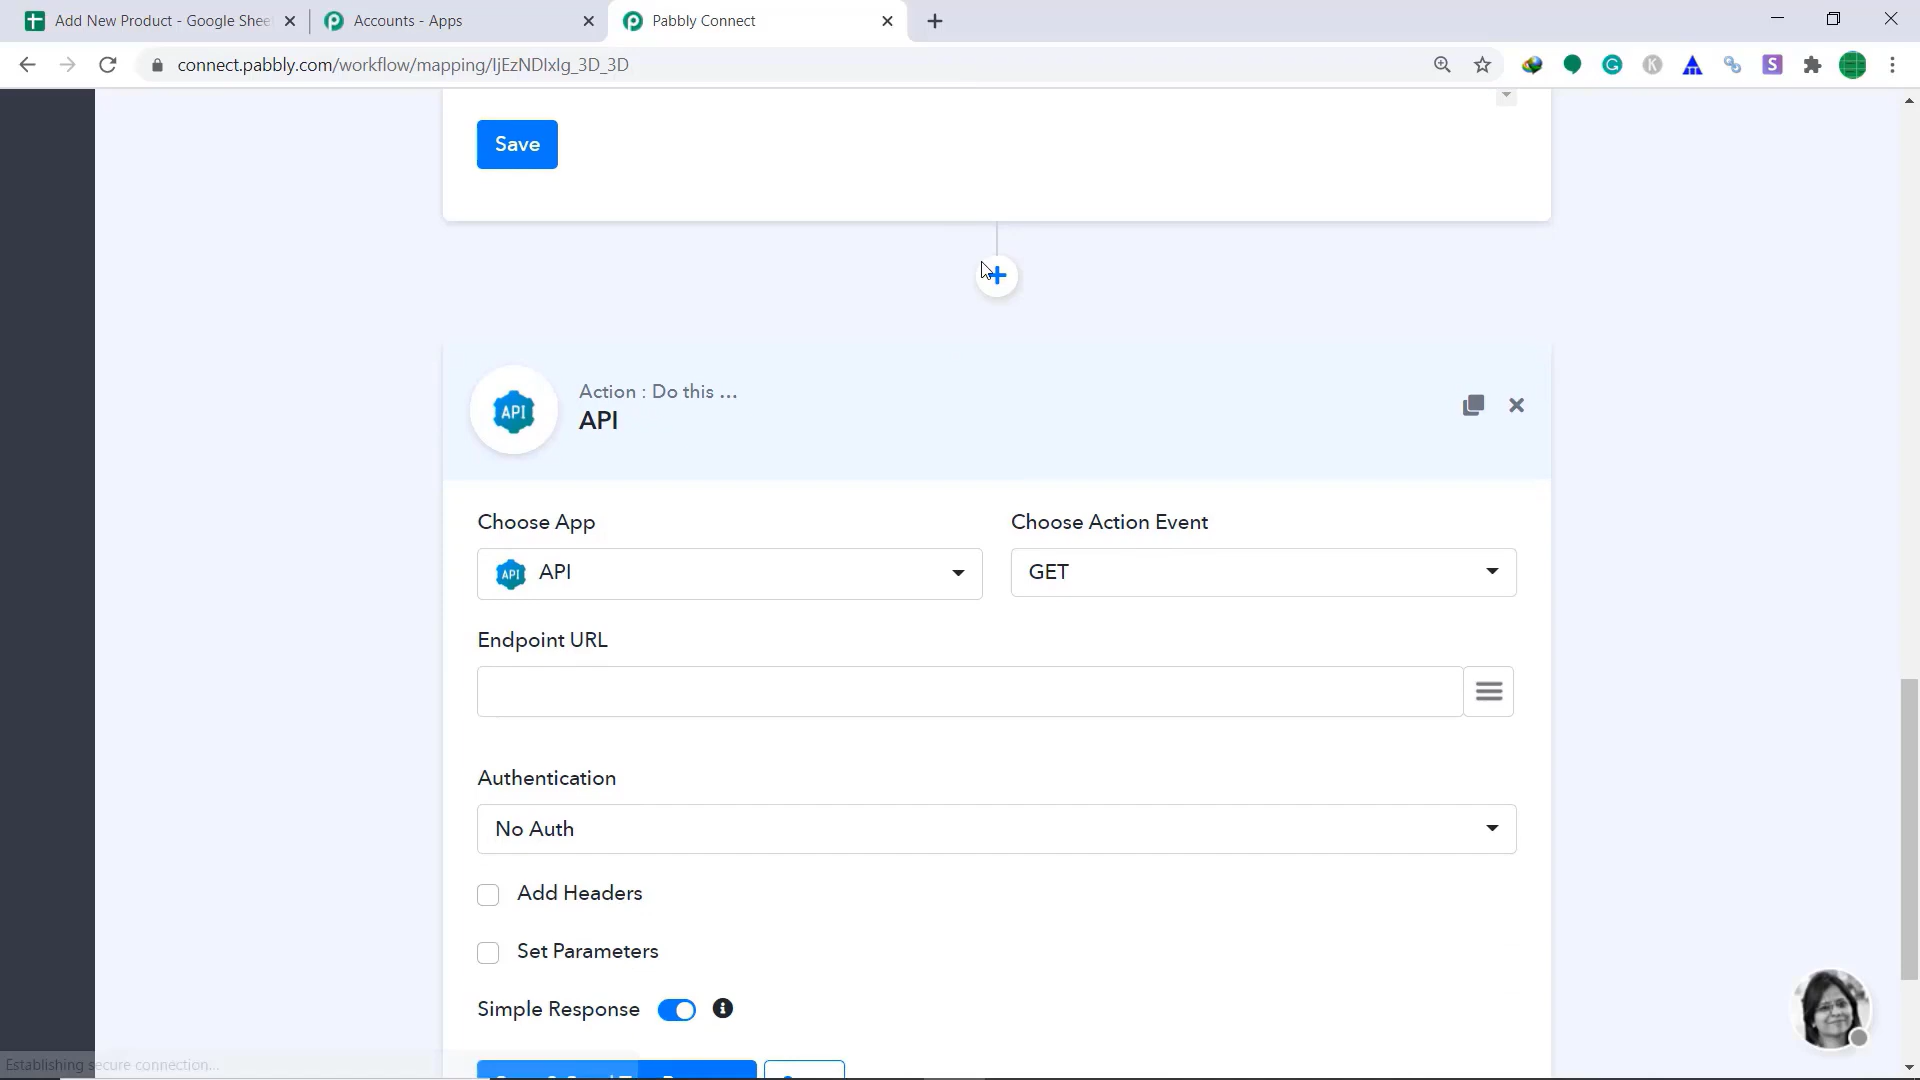 Add New Product - Google Shee
Accounts - Apps
Pabbly Connect
connect.pabbly.com/workflow/mapping/IjEzNDIxIg_3D_3D
Save
Action : Do this ...
API
API
Choose App
Choose Action Event
API
API
GET
Endpoint URL
Authentication
No Auth
Add Headers
Set Parameters
Simple Response
Establishing secure connection...